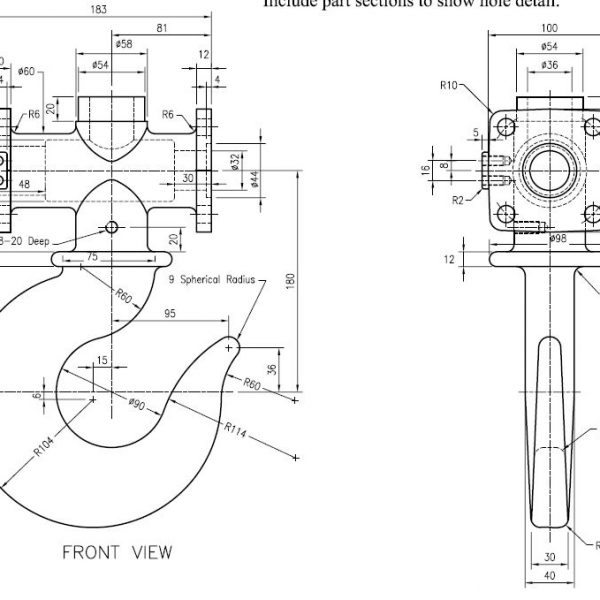 Include part sections to show hole detail.
183
81
ø58
ø54
12
4
ø60
R6
20
R6
48
30
ø32
ø44
8-20 Deep
20
75
R60
9 Spherical Radius
180
95
15
36
6
ø90
R60
R114
R104
FRONT VIEW
100
ø54
ø36
R10
5
16
8
R2
ø98
12
30
40